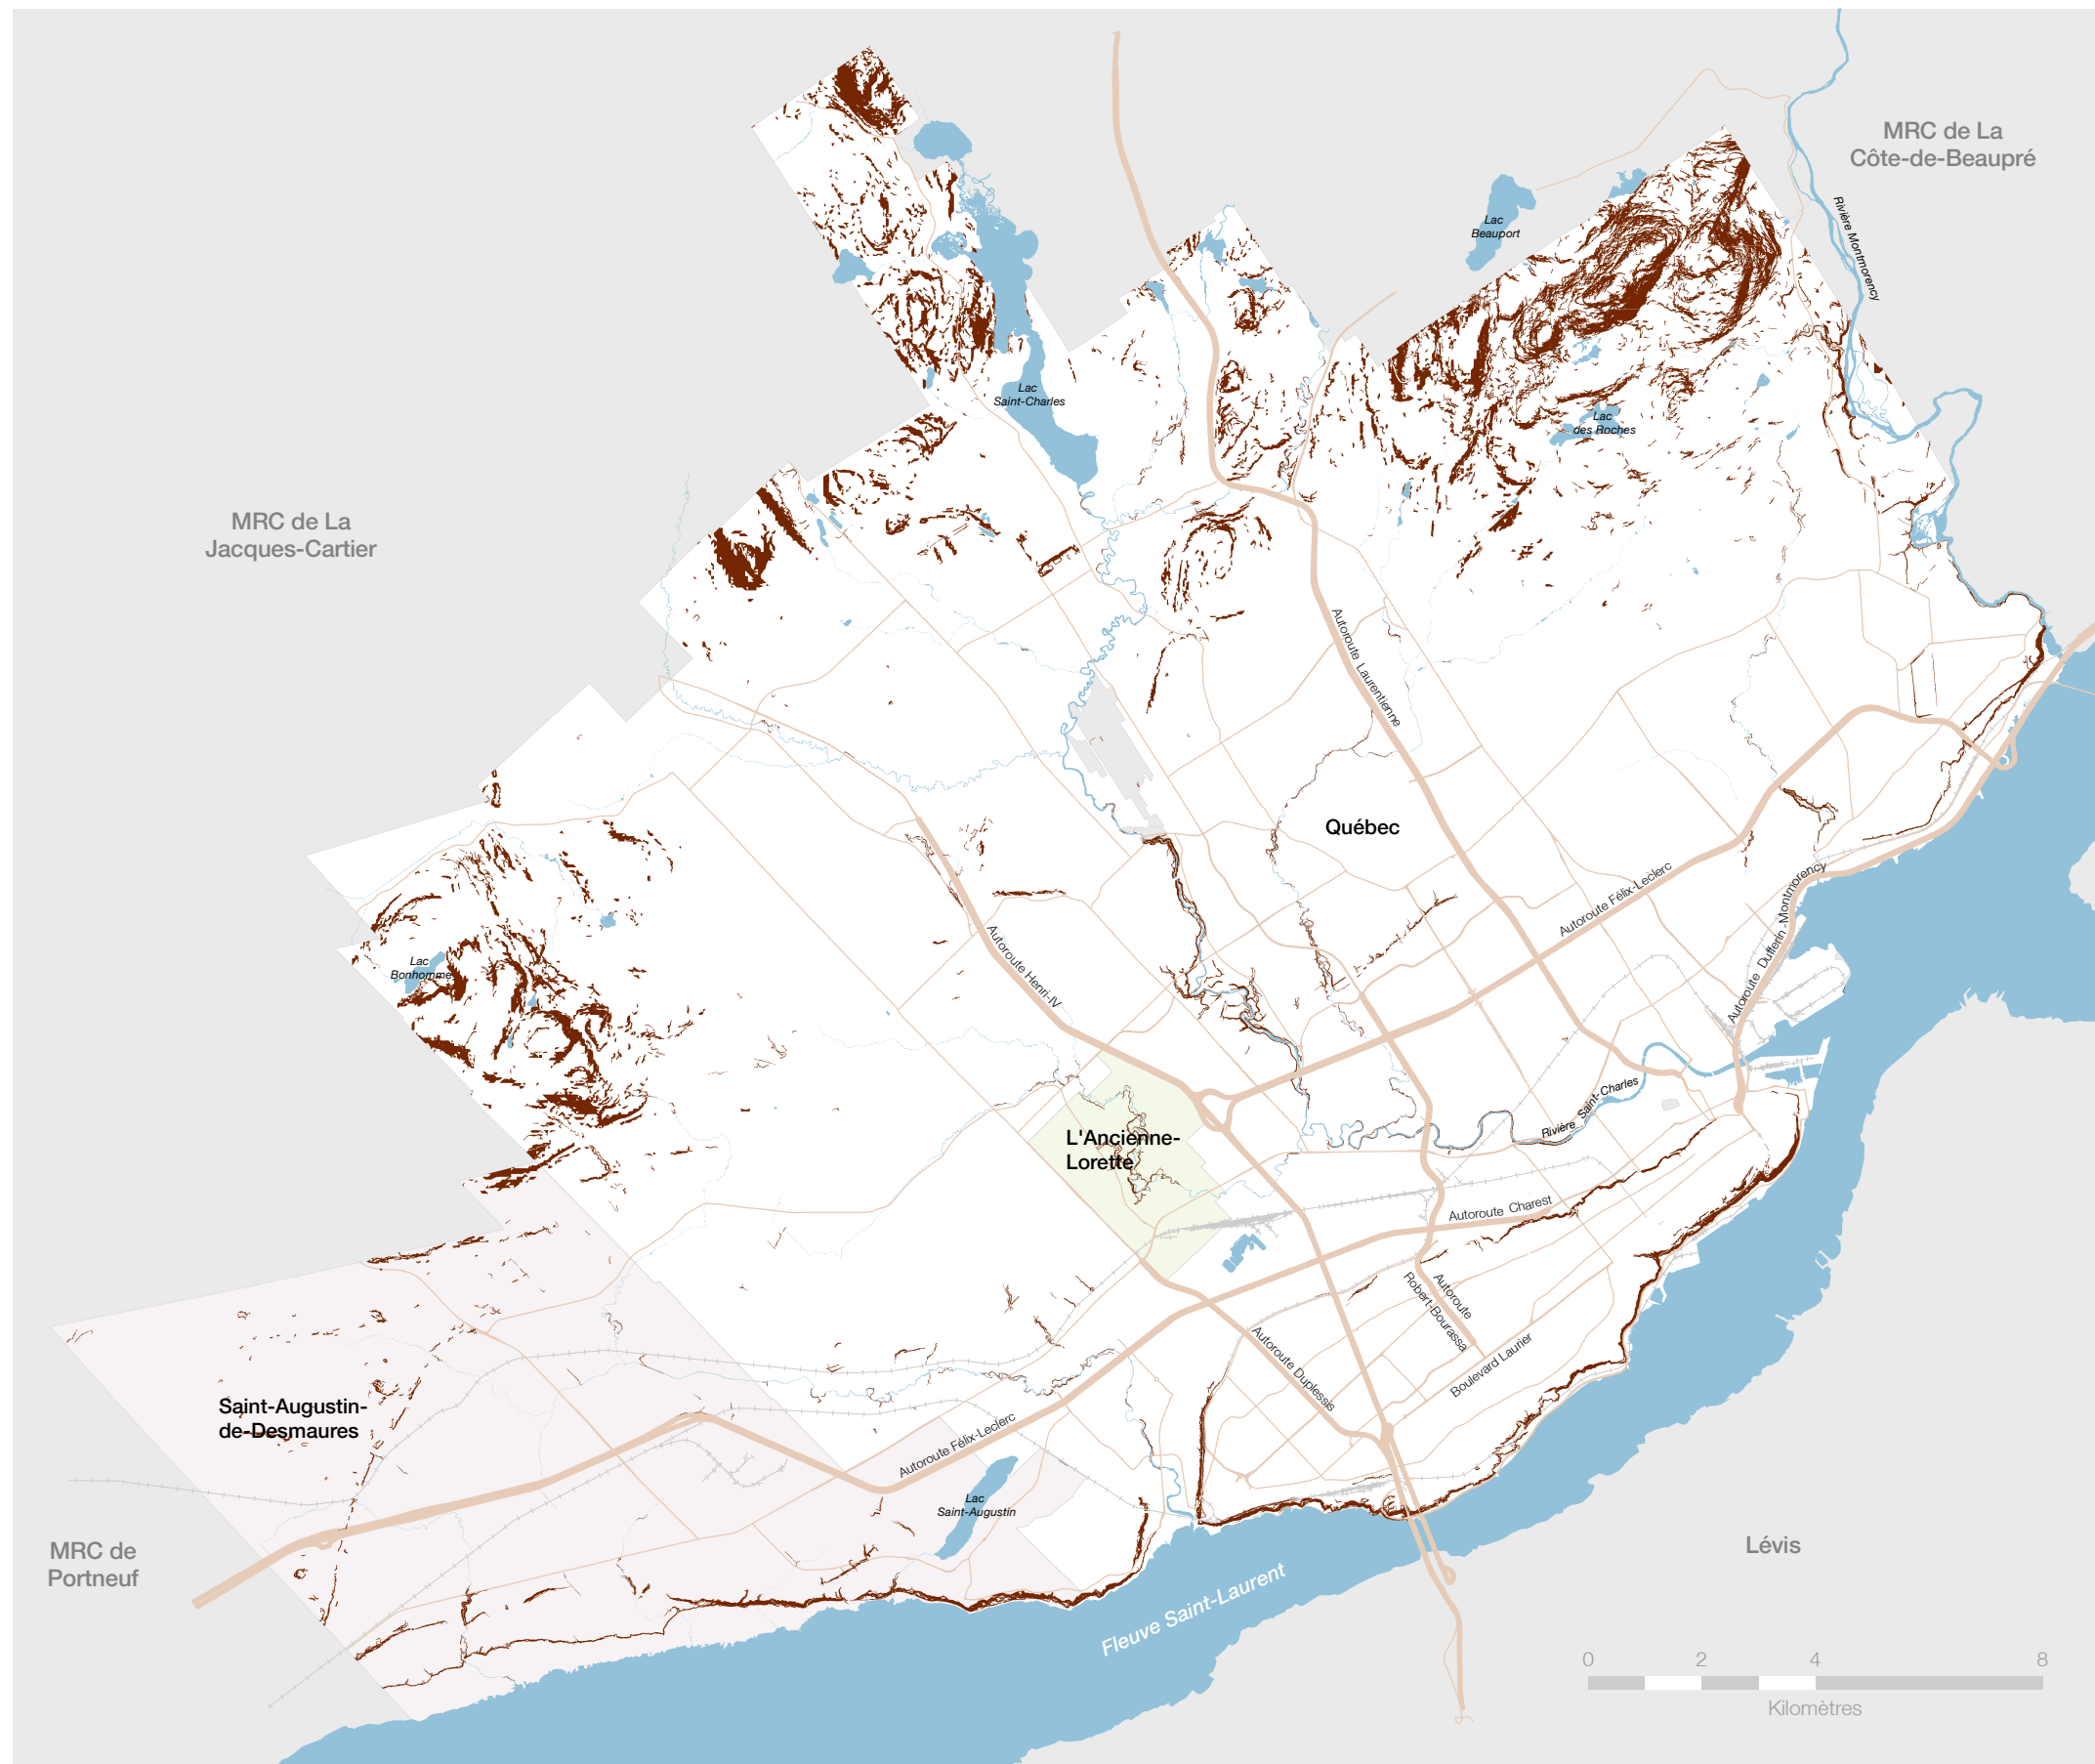 MRC de La
Côte-de-Beaupré
Rivière Montmorency
Lac
Beauport
Lac
Saint-Charles
Lac
des Roches
MRC de La
Jacques-Cartier
Autoroute Laurentienne
Québec
Autoroute Félix-Leclerc
Autoroute Dufferin-Montmorency
Autoroute Henri-IV
Lac
Bonhomme
Rivière Saint-Charles
L'Ancienne-
Lorette
Autoroute Charest
Autoroute
Robert-Bourassa
Autoroute Duplessis
Boulevard Laurier
Saint-Augustin-
de-Desmaures
Autoroute Félix-Leclerc
Lac
Saint-Augustin
MRC de
Portneuf
Lévis
Fleuve Saint-Laurent
0 2 4 8
Kilomètres